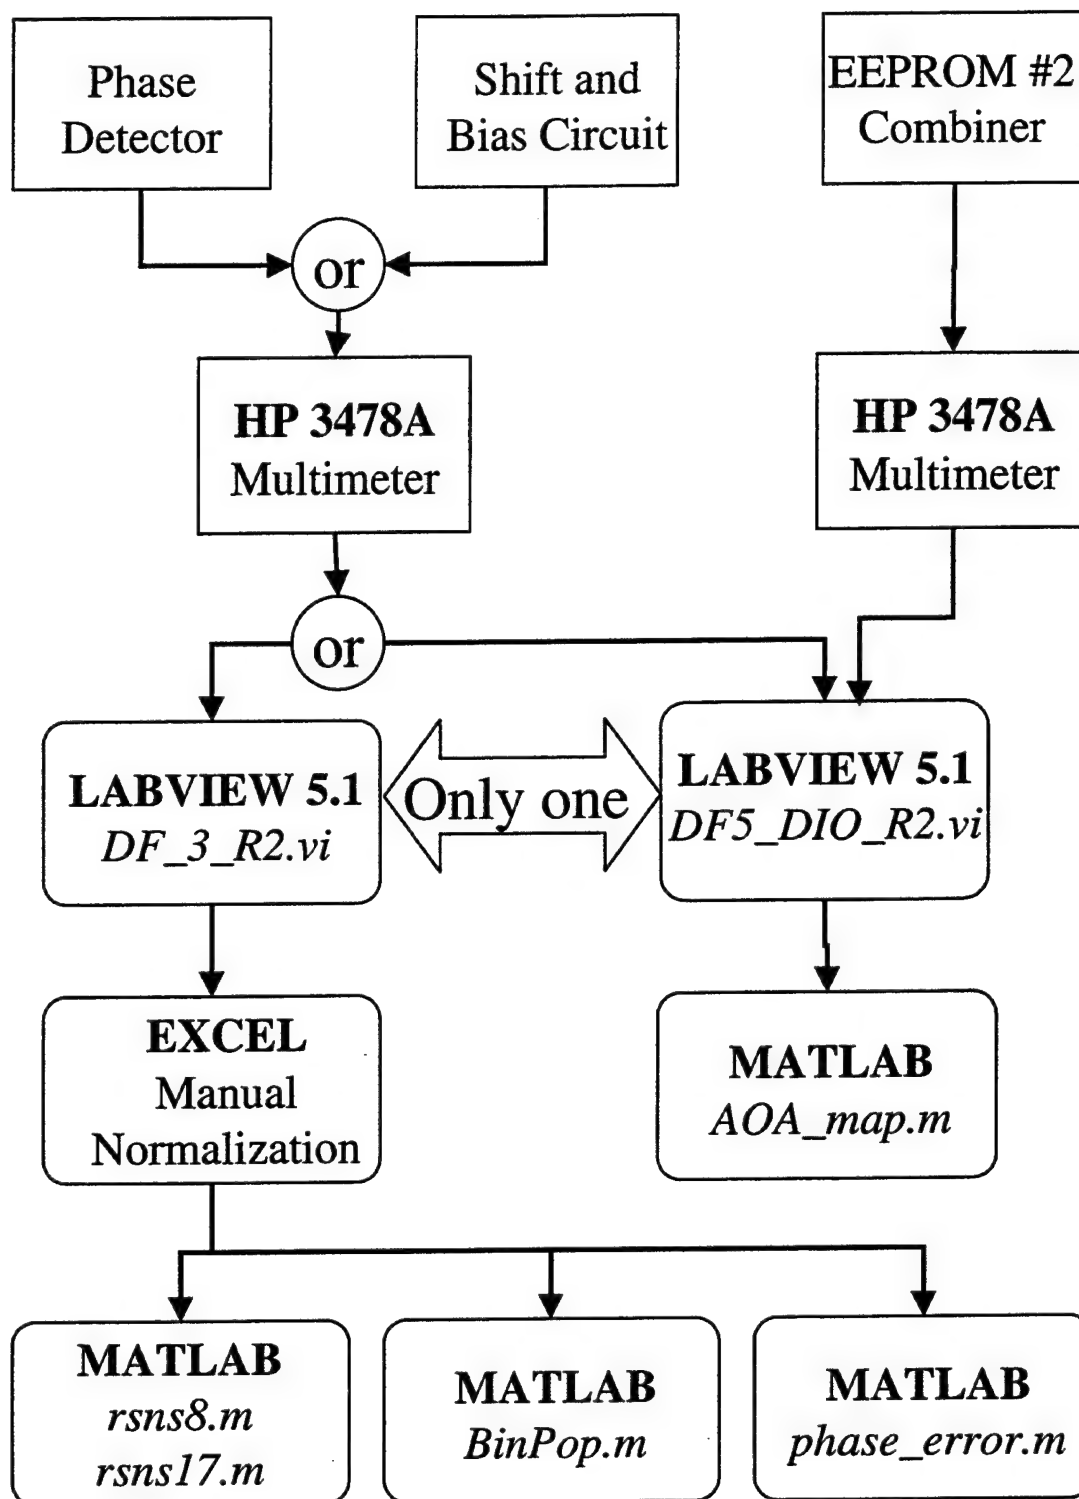 Phase
Detector
Shift and
Bias Circuit
EEPROM #2
Combiner
or
HP 3478A
Multimeter
HP 3478A
Multimeter
or
LABVIEW 5.1
DF_3_R2.vi
Only one
LABVIEW 5.1
DF5_DIO_R2.vi
EXCEL
Manual
Normalization
MATLAB
AOA_map.m
MATLAB
rsns8.m
rsns17.m
MATLAB
BinPop.m
MATLAB
phase_error.m